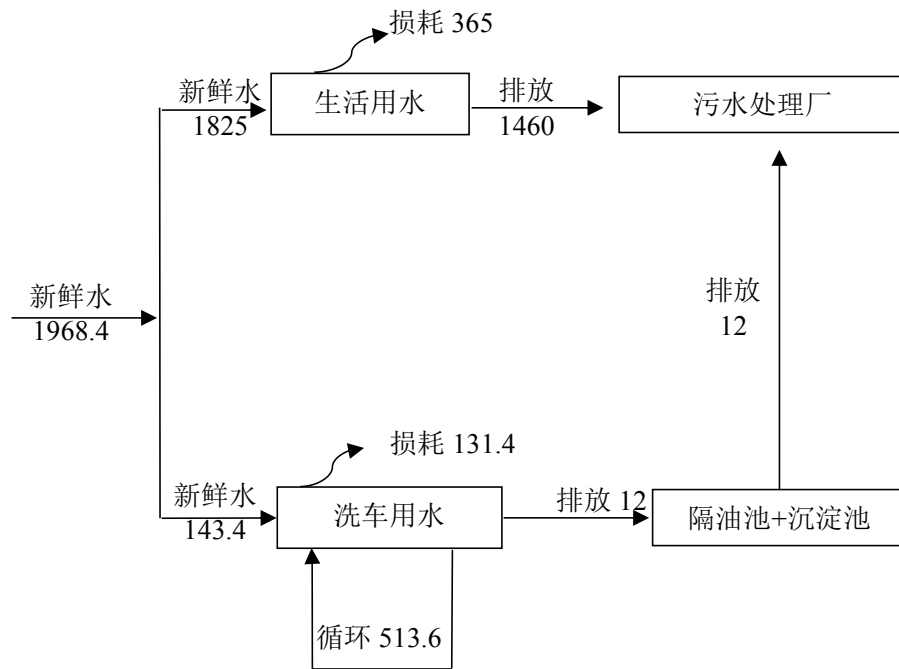 损耗 365
新鲜水
1825
生活用水
排放
1460
污水处理厂
新鲜水
1968.4
排放
12
损耗 131.4
新鲜水
143.4
洗车用水
排放 12
隔油池+沉淀池
循环 513.6